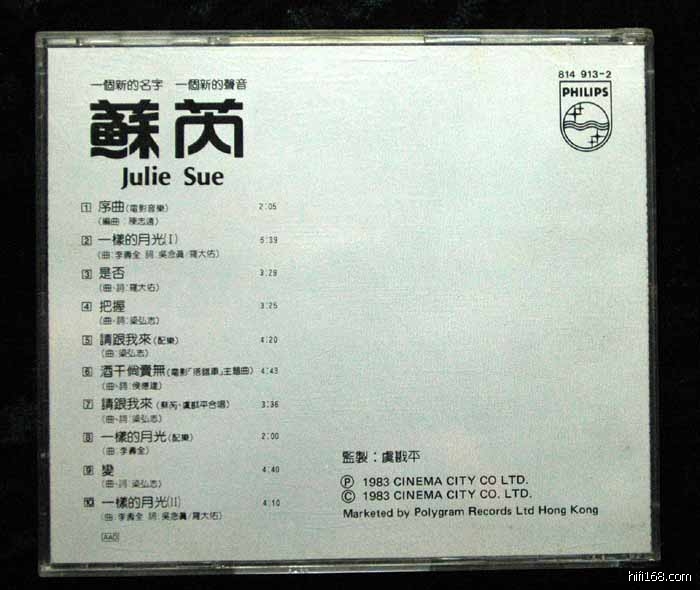 一個新的名字 一個新的聲音
蘇芮
Julie Sue
814 913-2
PHILIPS
1 序曲(電影音樂) 2:05
(編曲:陳志遠)
2 一樣的月光(I) 5:39
(曲:李壽全 詞:吳念眞/羅大佑)
3 是否 3:29
(曲、詞:羅大佑)
4 把握 3:25
(曲、詞:梁弘志)
5 請跟我來(配樂) 4:20
(曲:梁弘志)
6 酒干倘賣無(電影「搭錯車」主題曲) 4:43
(曲、詞:侯德建)
7 請跟我來(蘇芮、虞戡平合唱) 3:36
(曲、詞:梁弘志)
8 一樣的月光(配樂) 2:00
(曲:李壽全)
9 變 4:40
(曲、詞:梁弘志)
10 一樣的月光(II) 4:10
(曲:李壽全 詞:吳念眞/羅大佑)
AAD
監製:虞戡平
Ⓟ 1983 CINEMA CITY CO LTD.
© 1983 CINEMA CITY CO. LTD.
Marketed by Polygram Records Ltd Hong Kong
hifi168.com